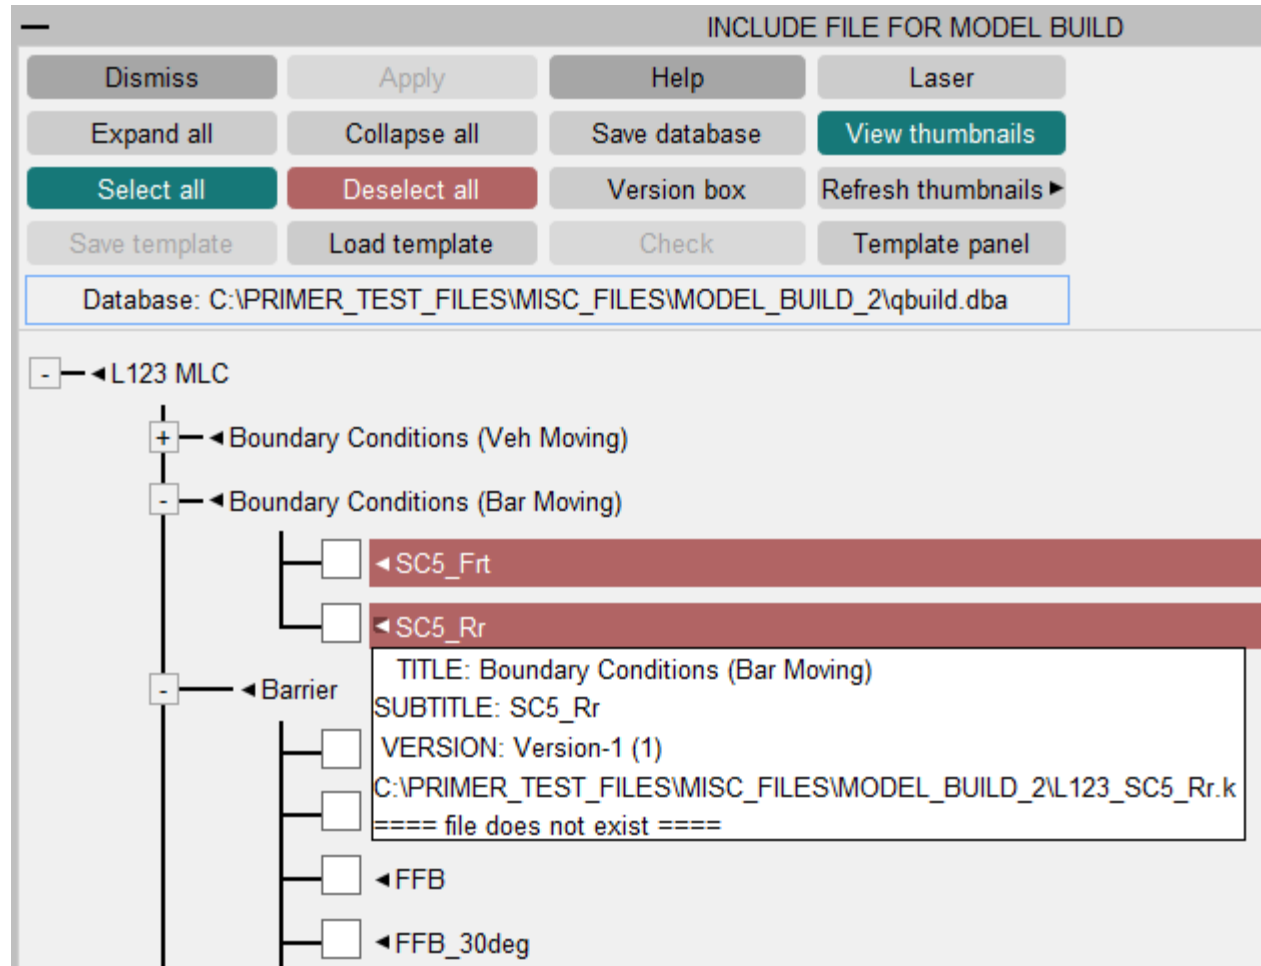 INCLUDE FILE FOR MODEL BUILD
Dismiss Apply Help Laser
Expand all Collapse all Save database View thumbnails
Select all Deselect all Version box Refresh thumbnails
Save template Load template Check Template panel
Database: C:\PRIMER_TEST_FILES\MISC_FILES\MODEL_BUILD_2\qbuild.dba
- L123 MLC
+ Boundary Conditions (Veh Moving)
- Boundary Conditions (Bar Moving)
SC5_Frt
SC5_Rr
TITLE: Boundary Conditions (Bar Moving)
- Barrier
SUBTITLE: SC5_Rr
VERSION: Version-1 (1)
C:\PRIMER_TEST_FILES\MISC_FILES\MODEL_BUILD_2\L123_SC5_Rr.k
==== file does not exist ====
FFB
FFB_30deg